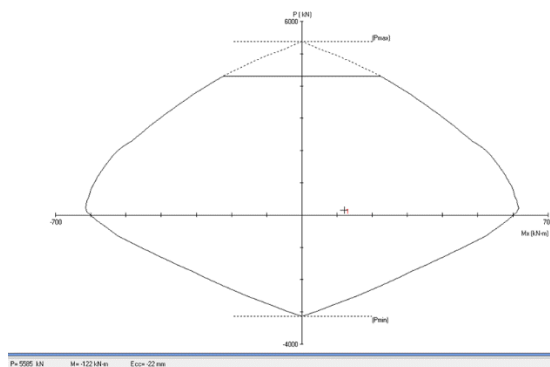 P ( kN)
6000
(Pmax)
-700
70
Mx (kN-m)
(Pmin)
-4000
P= 5585 kN M= -122 kN-m Ecc= -22 mm